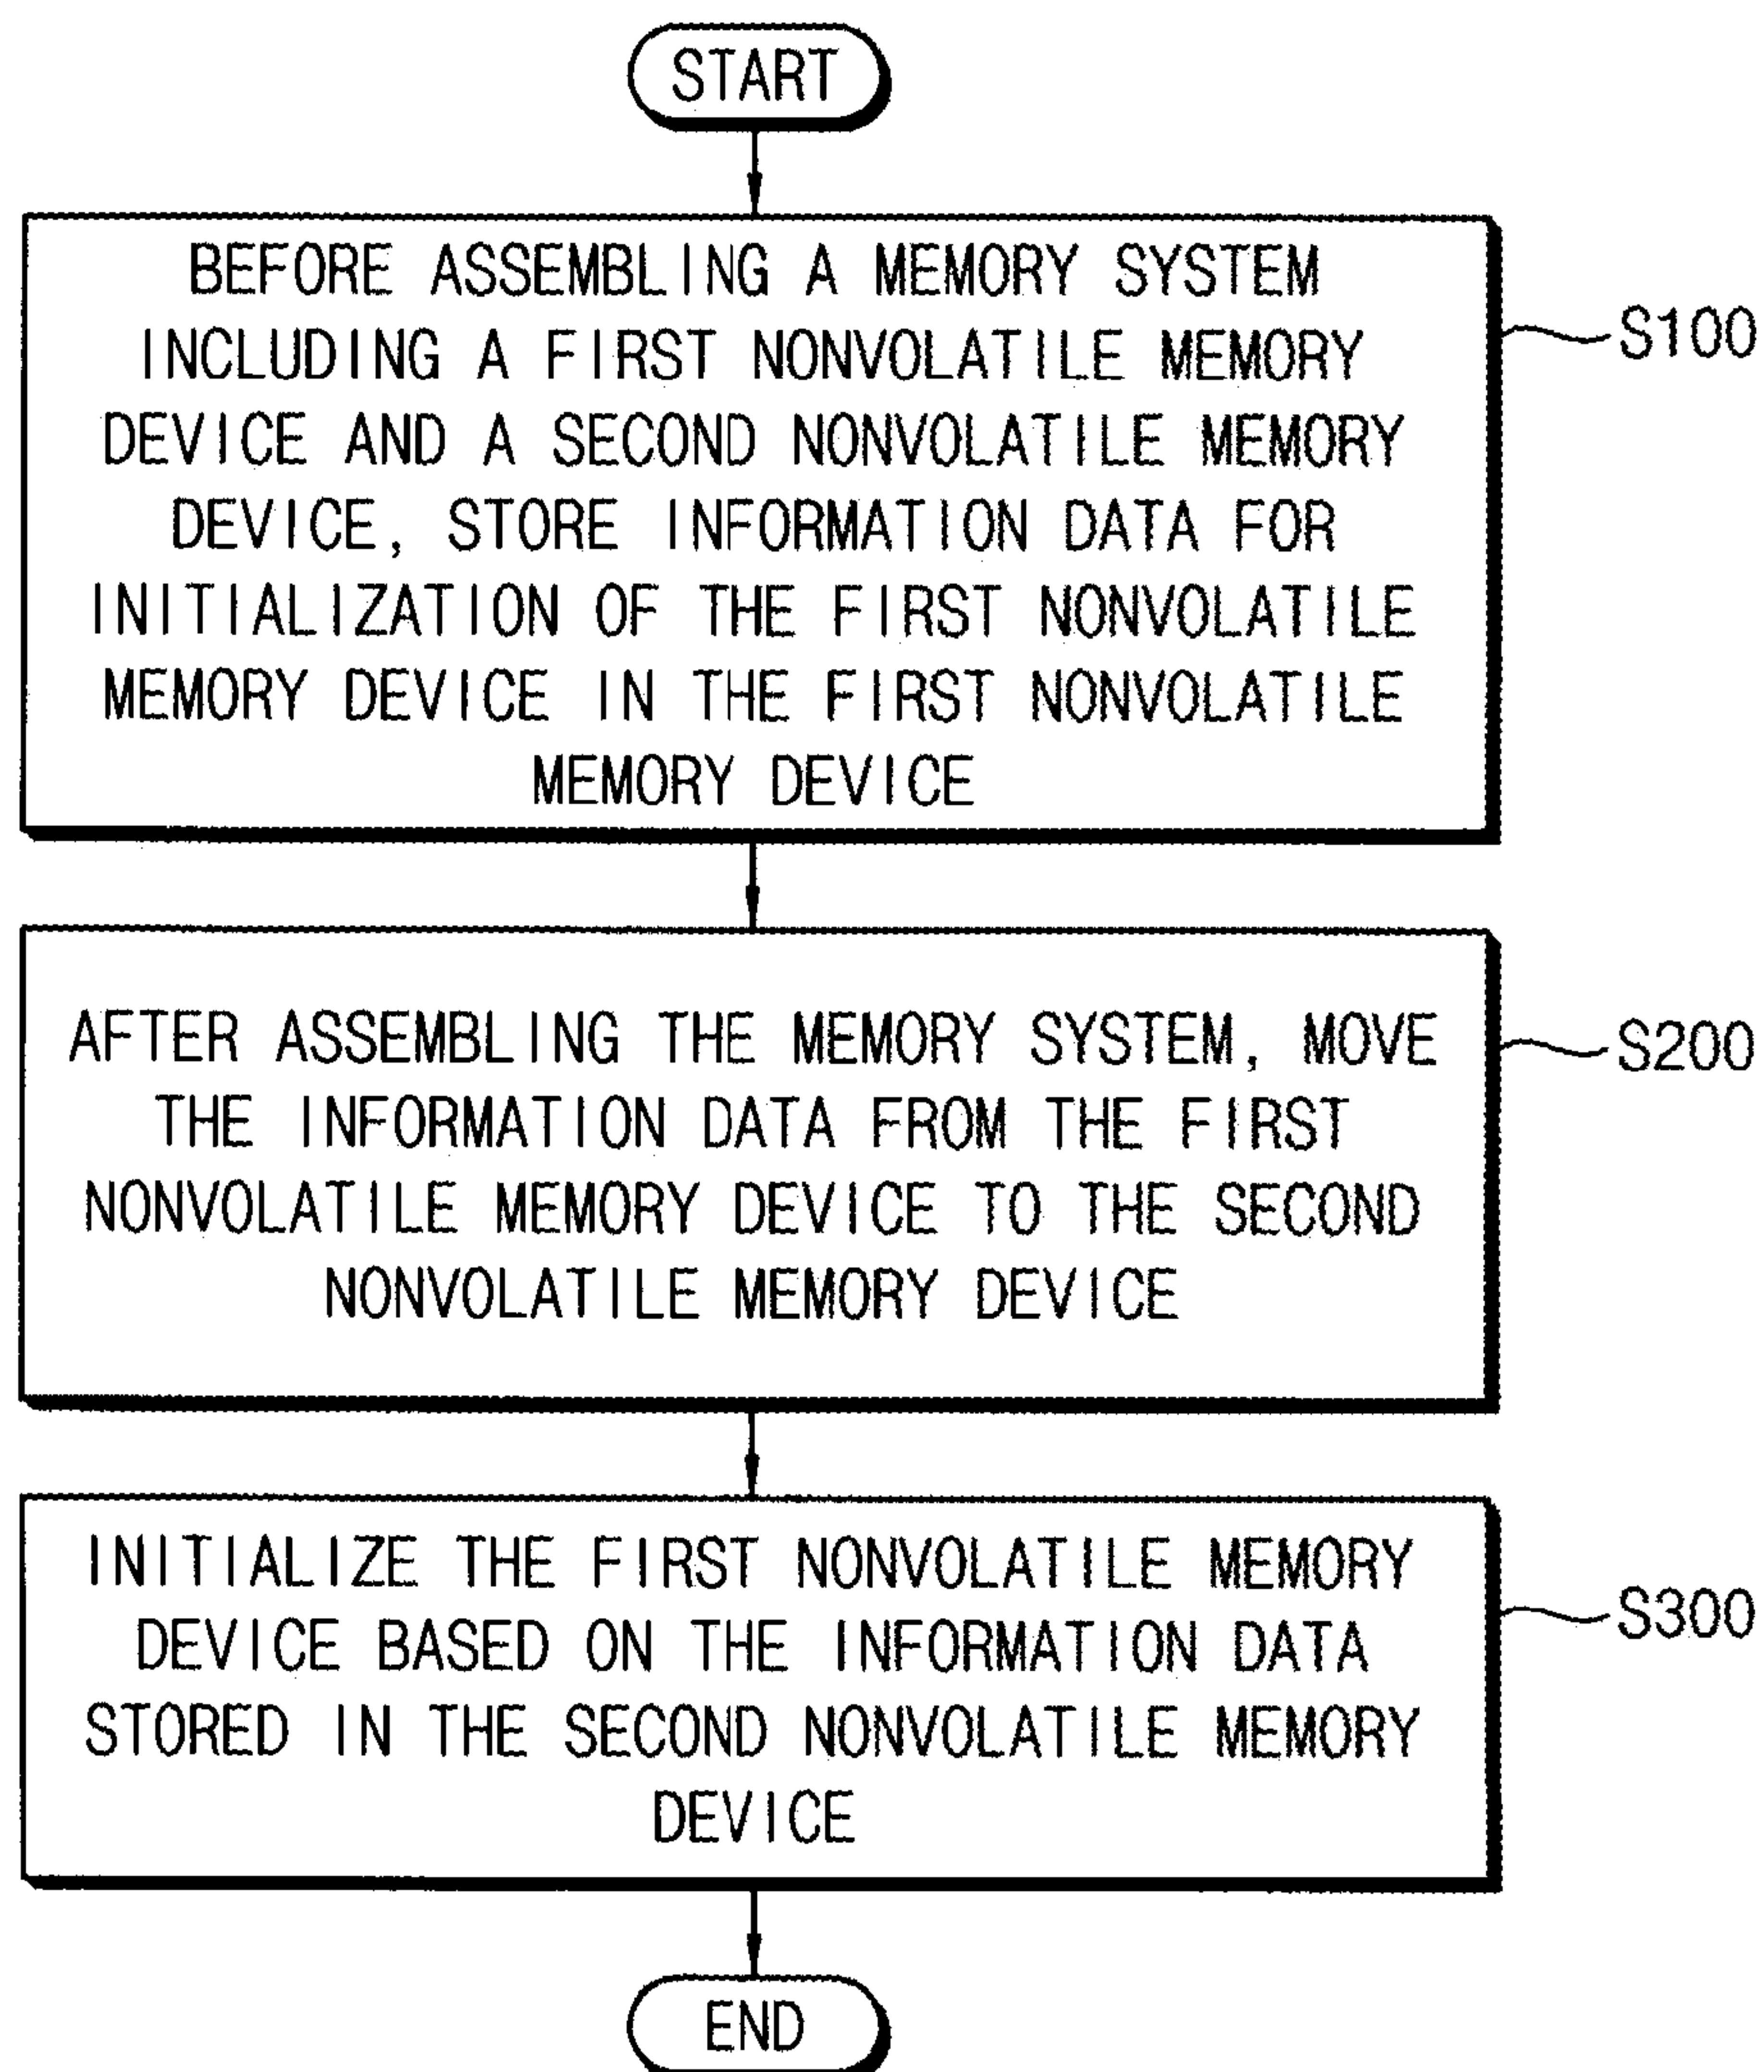 START
BEFORE ASSEMBLING A MEMORY SYSTEM
INCLUDING A FIRST NONVOLATILE MEMORY
DEVICE AND A SECOND NONVOLATILE MEMORY
DEVICE, STORE INFORMATION DATA FOR
INITIALIZATION OF THE FIRST NONVOLATILE
MEMORY DEVICE IN THE FIRST NONVOLATILE
MEMORY DEVICE
S100
AFTER ASSEMBLING THE MEMORY SYSTEM, MOVE
THE INFORMATION DATA FROM THE FIRST
NONVOLATILE MEMORY DEVICE TO THE SECOND
NONVOLATILE MEMORY DEVICE
S200
INITIALIZE THE FIRST NONVOLATILE MEMORY
DEVICE BASED ON THE INFORMATION DATA
STORED IN THE SECOND NONVOLATILE MEMORY
DEVICE
S300
END